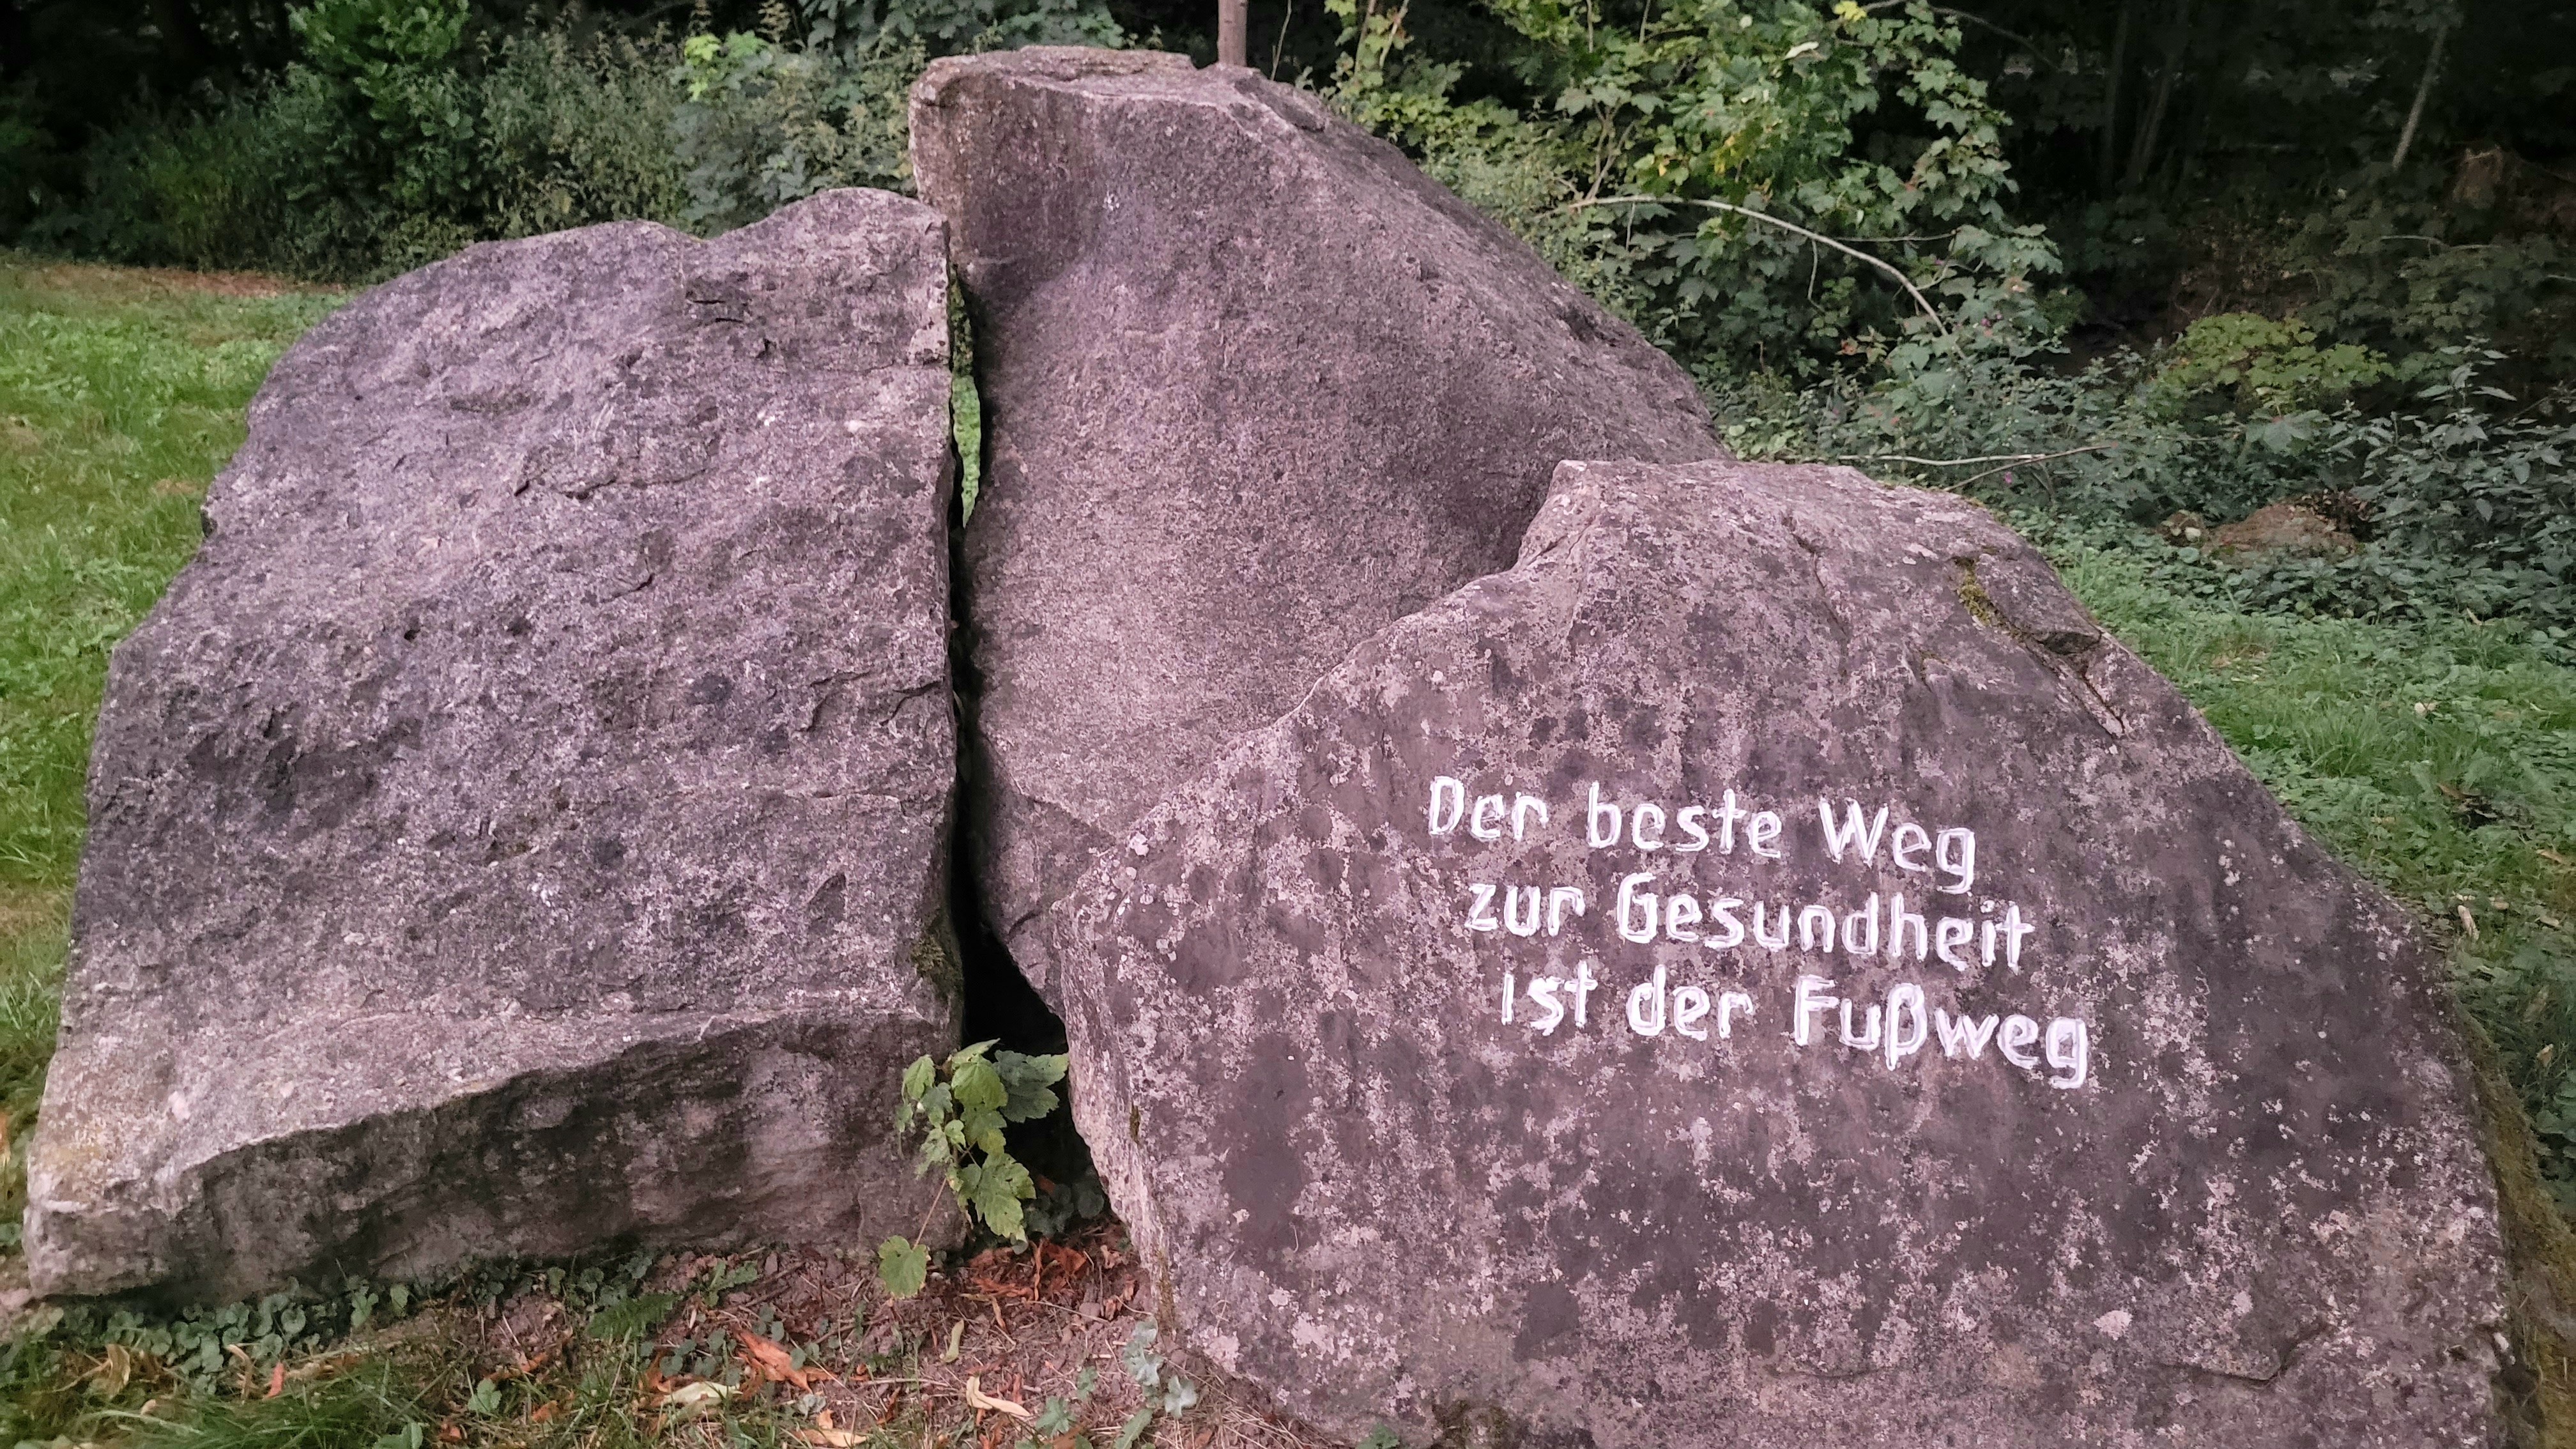 Der beste Weg
zur Gesundheit
ist der Fußweg